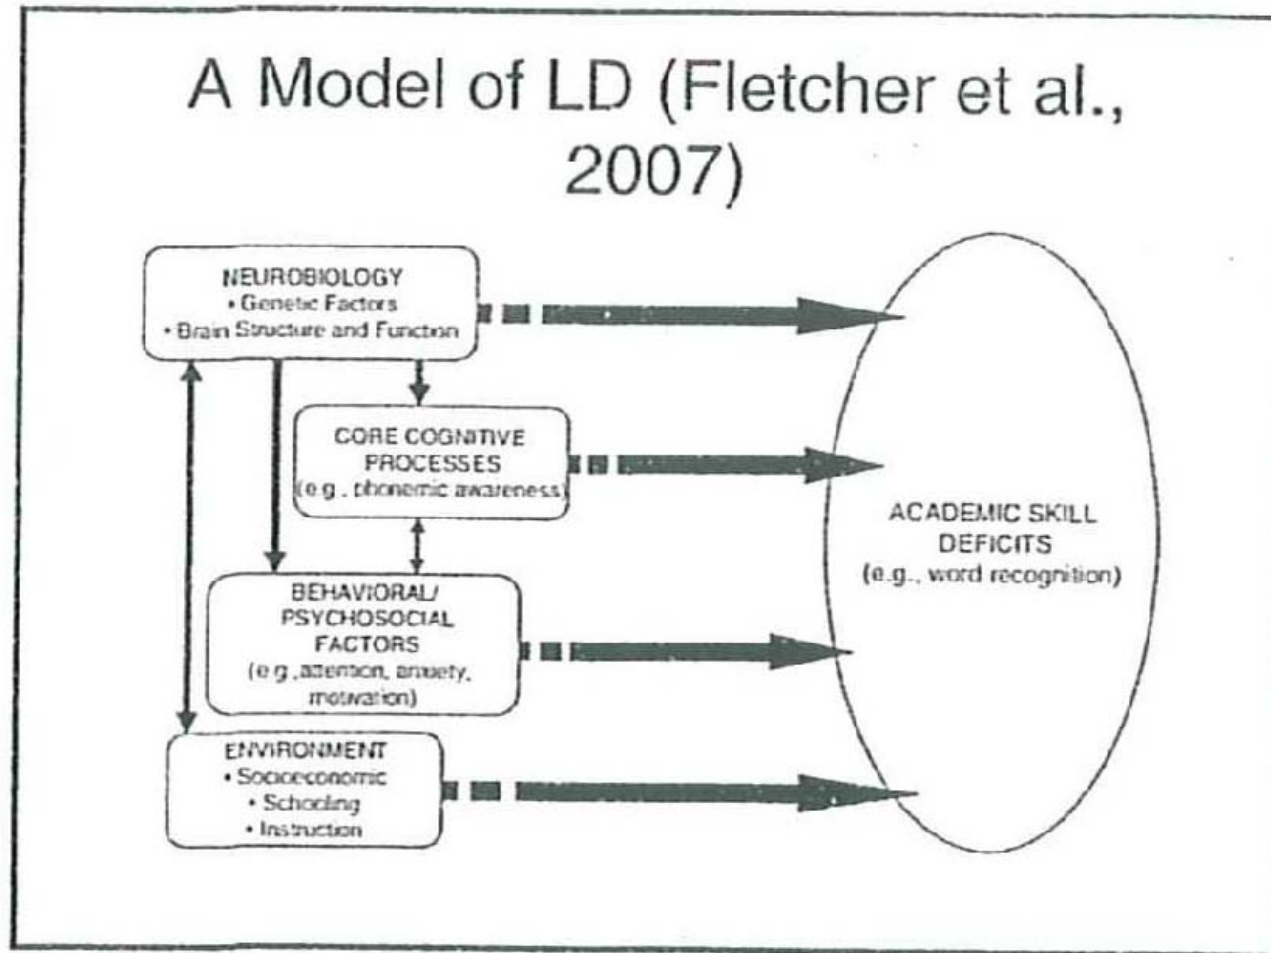 A Model of LD (Fletcher et al.,
2007)
NEUROBIOLOGY
• Genetic Factors
• Brain Structure and Function
CORE COGNITIVE
PROCESSES
(e.g., phonemic awareness)
BEHAVIORAL/
PSYCHOSOCIAL
FACTORS
(e.g., attention, anxiety,
motivation)
ENVIRONMENT
• Socioeconomic
• Schooling
• Instruction
ACADEMIC SKILL
DEFICITS
(e.g., word recognition)